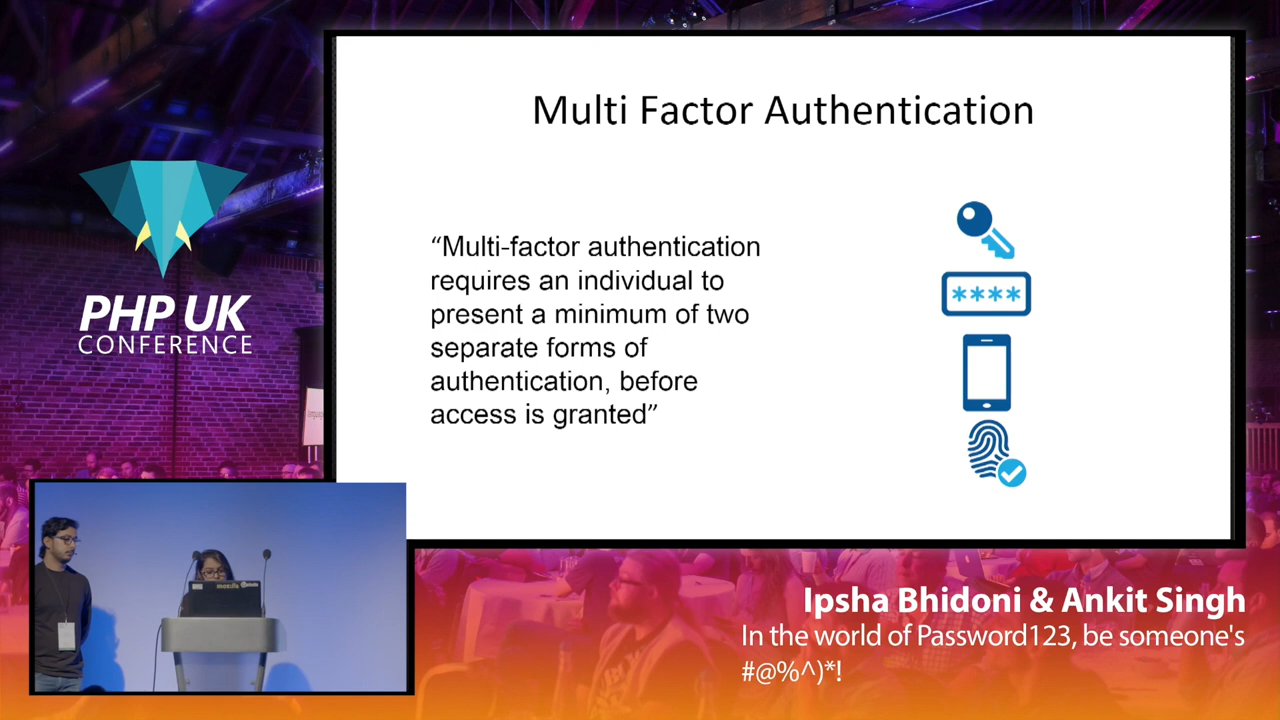 Multi Factor Authentication
“Multi-factor authentication
requires an individual to
present a minimum of two
separate forms of
authentication, before
access is granted”
****
PHP UK
CONFERENCE
Ipsha Bhidoni & Ankit Singh
In the world of Password123, be someone's
#@%^)*!